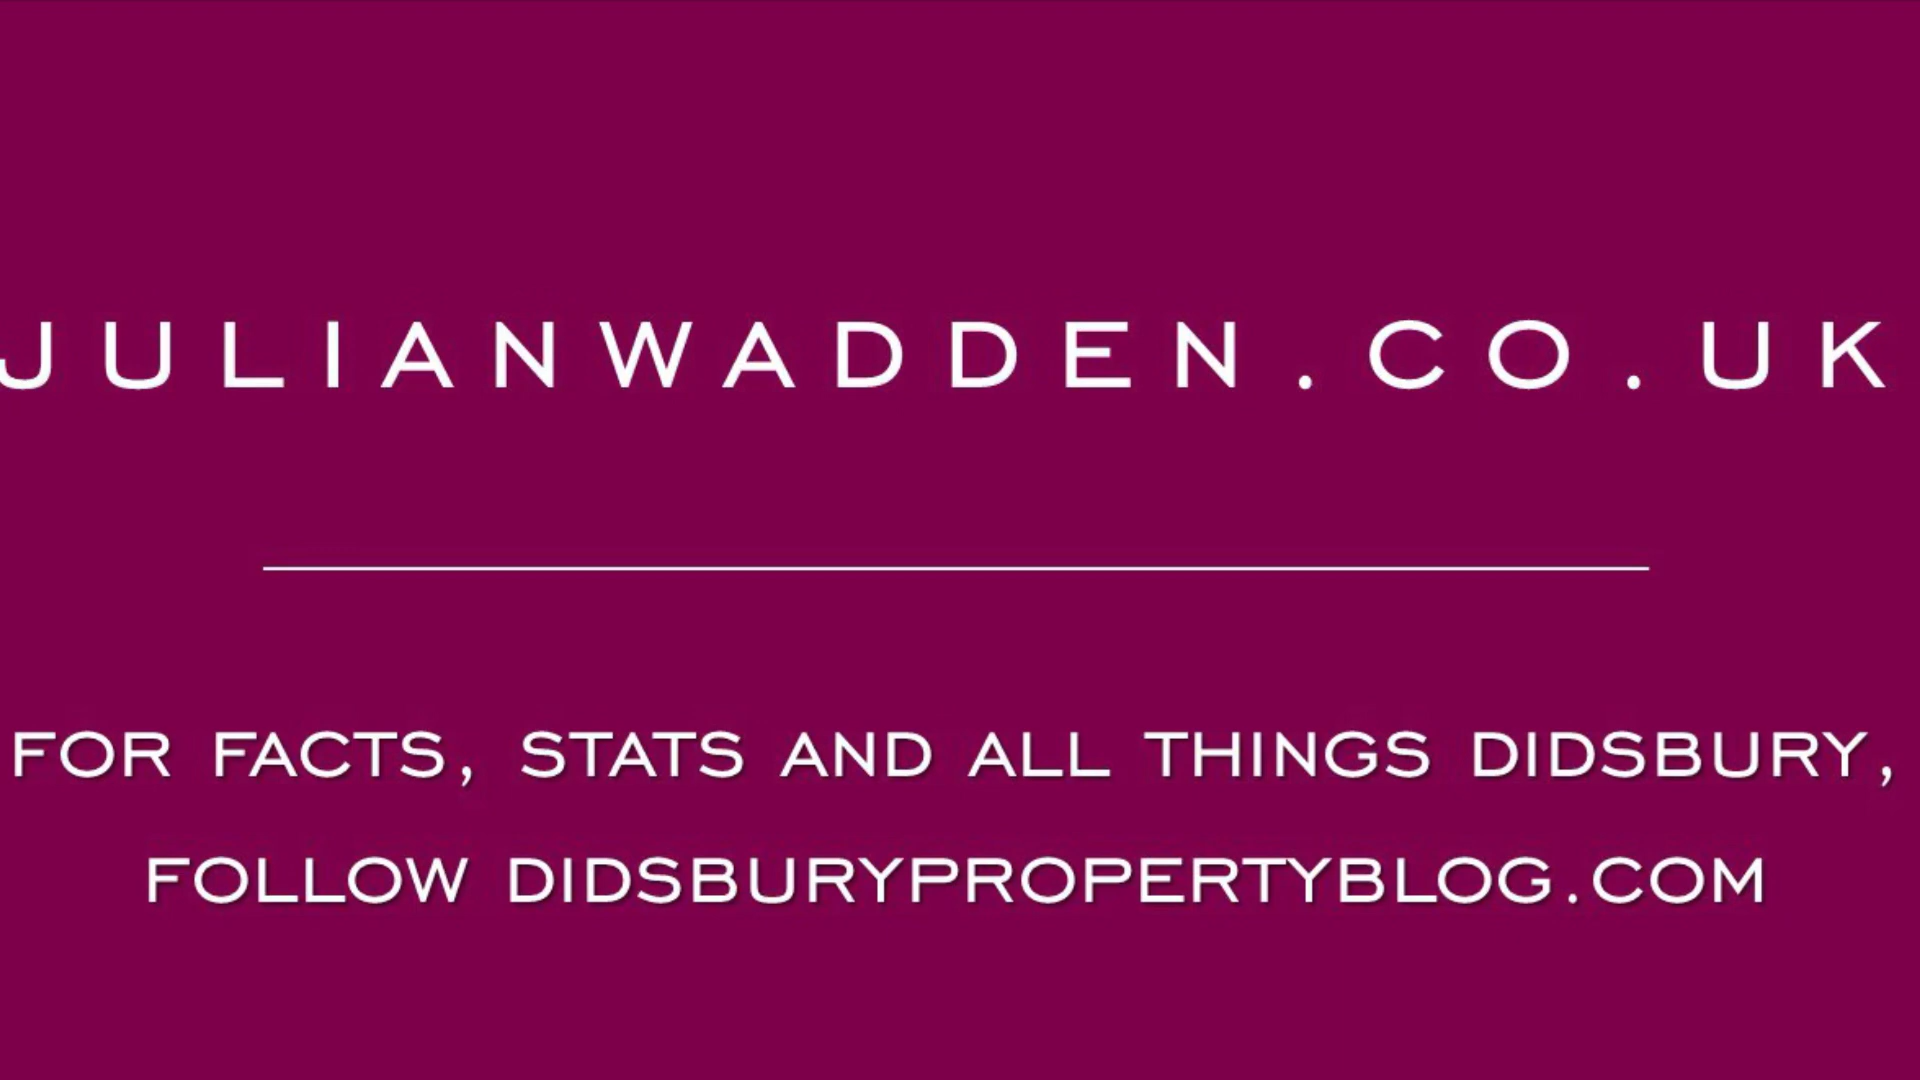 JULIANWADDEN.CO.UK
FOR FACTS, STATS AND ALL THINGS DIDSBURY,
FOLLOW DIDSBURYPROPERTYBLOG.COM